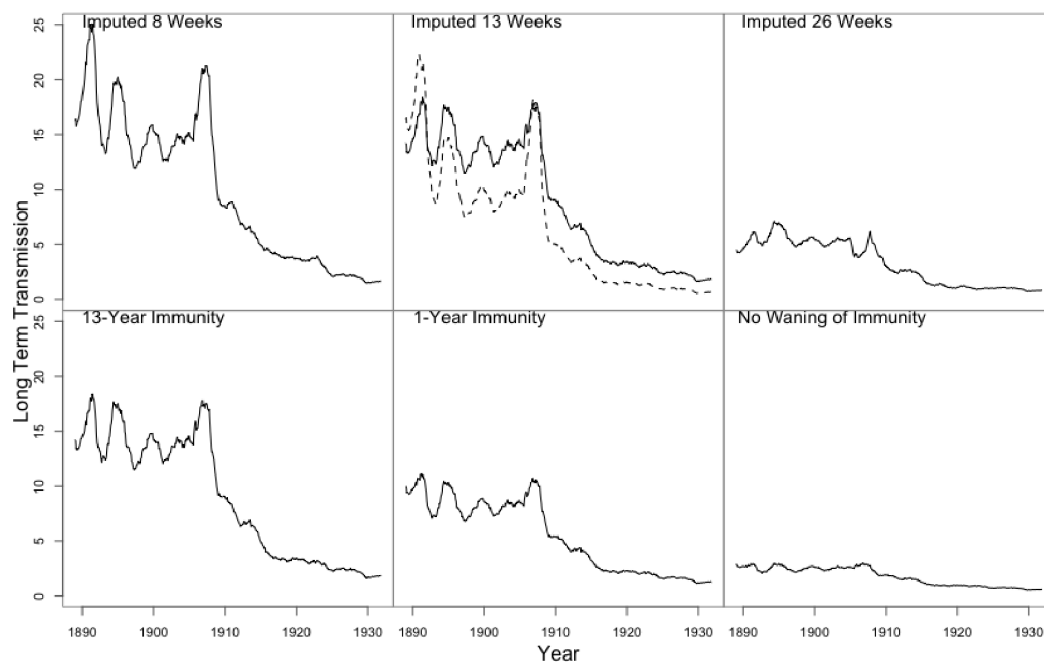 Imputed 8 Weeks
Imputed 13 Weeks
Imputed 26 Weeks
25
20
15
10
5
0
13-Year Immunity
1-Year Immunity
No Waning of Immunity
25
20
15
10
5
0
Long Term Transmission
1890 1900 1910 1920 1930
1890 1900 1910 1920 1930
1890 1900 1910 1920 1930
Year